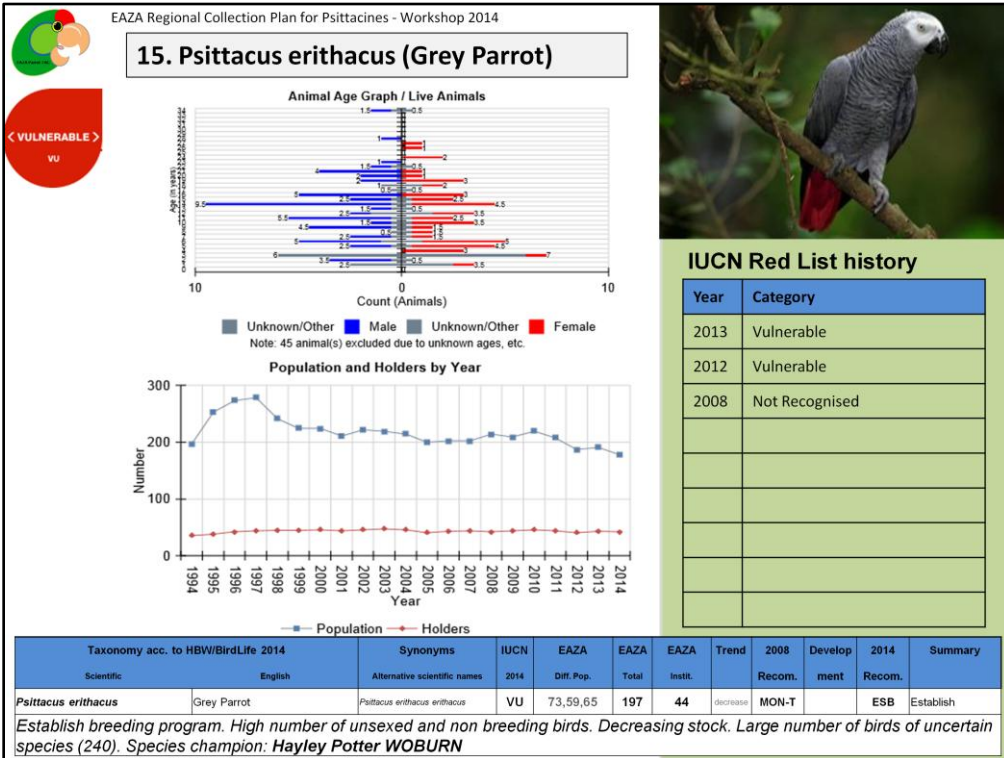 EAZA Regional Collection Plan for Psittacines - Workshop 2014
15. Psittacus erithacus (Grey Parrot)
< VULNERABLE >
VU
Animal Age Graph / Live Animals
Age (in years)
10 0 10
Count (Animals)
Unknown/Other Male Unknown/Other Female
Note: 45 animal(s) excluded due to unknown ages, etc.
Population and Holders by Year
Number
300
200
100
0
1994 1995 1996 1997 1998 1999 2000 2001 2002 2003 2004 2005 2006 2007 2008 2009 2010 2011 2012 2013 2014
Year
Population Holders
IUCN Red List history
Year Category
2013 Vulnerable
2012 Vulnerable
2008 Not Recognised
Taxonomy acc. to HBW/BirdLife 2014 Synonyms IUCN EAZA EAZA EAZA Trend 2008 Develop 2014 Summary
Scientific English Alternative scientific names 2014 Diff. Pop. Total Instit. Recom. ment Recom.
Psittacus erithacus Grey Parrot Psittacus erithacus erithacus VU 73,59,65 197 44 decrease MON-T ESB Establish
Establish breeding program. High number of unsexed and non breeding birds. Decreasing stock. Large number of birds of uncertain
species (240). Species champion: Hayley Potter WOBURN